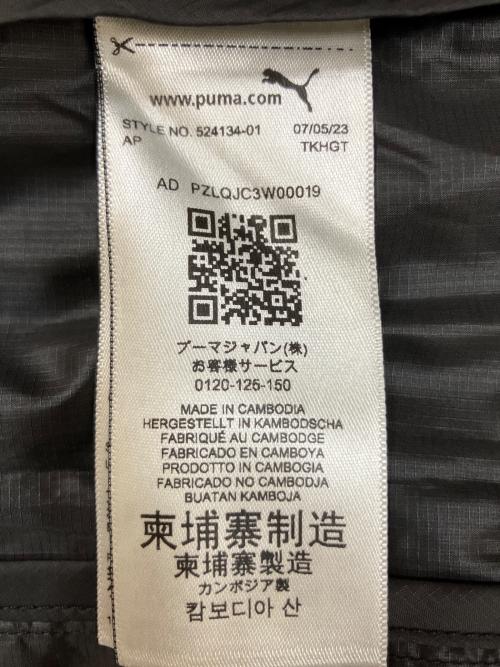 www.puma.com
STYLE NO. 524134-01 07/05/23
AP TKHGT
AD PZLQJC3W00019
プーマジャパン(株)
お客様サービス
0120-125-150
MADE IN CAMBODIA
HERGESTELLT IN KAMBODSCHA
FABRIQUÉ AU CAMBODGE
FABRICADO EN CAMBOYA
PRODOTTO IN CAMBOGIA
FABRICADO NO CAMBODJA
BUATAN KAMBOJA
柬埔寨制造
柬埔寨製造
カンボジア製
캄보디아 산